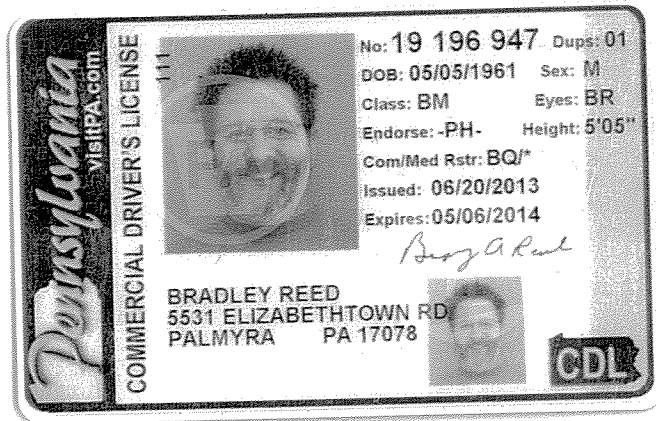 Pennsylvania
visitPA.com
COMMERCIAL DRIVER'S LICENSE
No: 19 196 947 Dups: 01
DOB: 05/05/1961 Sex: M
Class: BM Eyes: BR
Endorse: -PH- Height: 5'05"
Com/Med Rstr: BQ/*
Issued: 06/20/2013
Expires: 05/06/2014
BRADLEY REED
5531 ELIZABETHTOWN RD
PALMYRA PA 17078
CDL